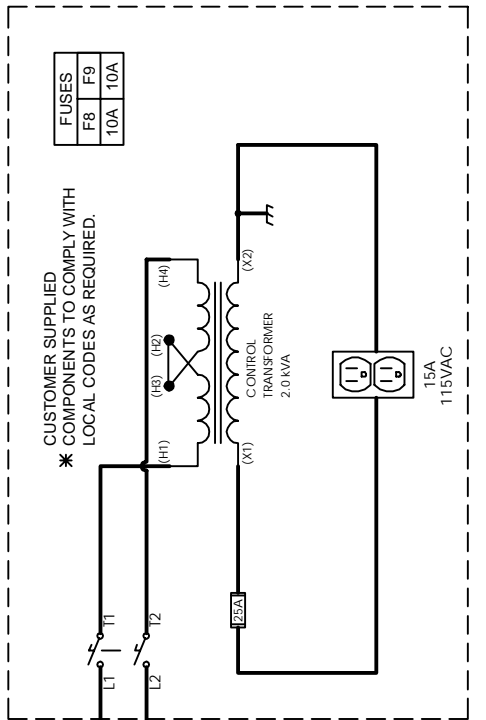 FUSES
F8 F9
10A 10A
CUSTOMER SUPPLIED
✱ COMPONENTS TO COMPLY WITH
LOCAL CODES AS REQUIRED.
L1 T1
L2 T2
(H1) (H3) (H2) (H4)
CONTROL
TRANSFORMER
2.0 kVA
(X1) (X2)
25A
15A
115VAC